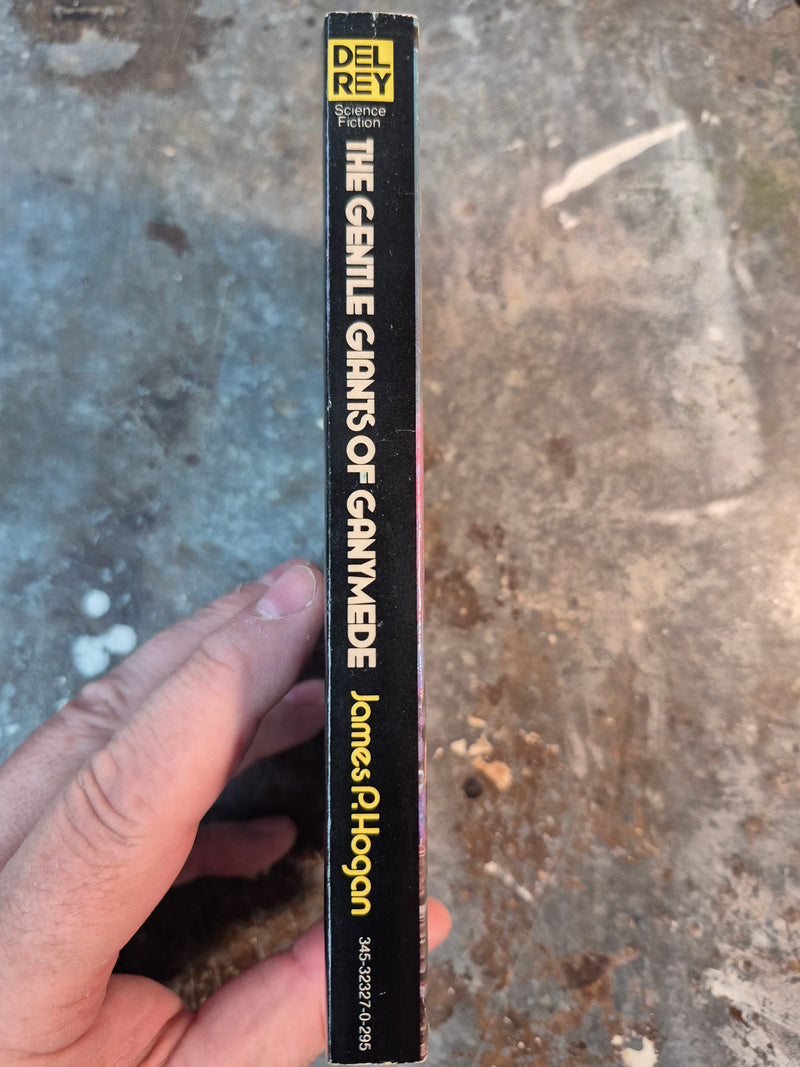 DEL
REY
Science
Fiction
THE GENTLE GIANTS OF GANYMEDE
James P. Hogan
345-32327-0-295